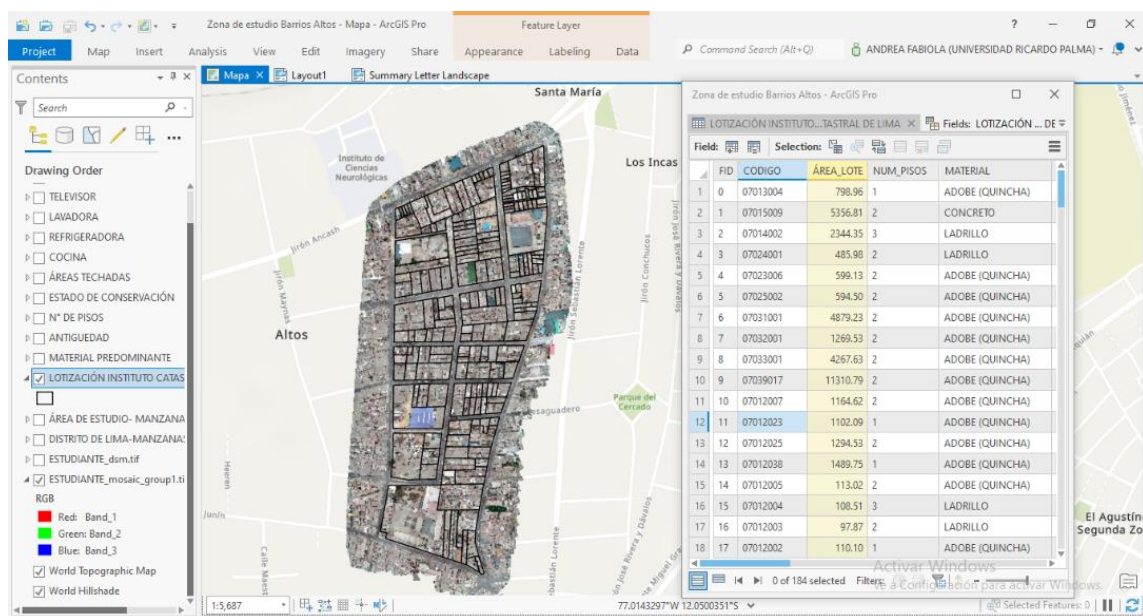 Zona de estudio Barrios Altos - Mapa - ArcGIS Pro
Feature Layer
?
Project Map Insert Analysis View Edit Imagery Share Appearance Labeling Data
Command Search (Alt+Q)
ANDREA FABIOLA (UNIVERSIDAD RICARDO PALMA)
Contents
Search
Drawing Order
TELEVISOR
LAVADORA
REFRIGERADORA
COCINA
ÁREAS TECHADAS
ESTADO DE CONSERVACIÓN
N° DE PISOS
ANTIGUEDAD
MATERIAL PREDOMINANTE
LOTIZACIÓN INSTITUTO CATAS
ÁREA DE ESTUDIO- MANZANA
DISTRITO DE LIMA-MANZANA
ESTUDIANTE_dsm.tif
ESTUDIANTE_mosaic_group1.ti
RGB
Red: Band_1
Green: Band_2
Blue: Band_3
World Topographic Map
World Hillshade
Mapa Layout1 Summary Letter Landscape
Santa María
Instituto de
Ciencias
Neurológicas
Los Incas
Jirón Ancash
Jirón Maynas
Jirón Conchucos
Jirón Sebastián Lorente
Altos
Parque del
Cercado
Junín
El Agustin
Segunda Zo
Zona de estudio Barrios Altos - ArcGIS Pro
LOTIZACIÓN INSTITUTO...TASTRAL DE LIMA Fields: LOTIZACIÓN ... DE
Field: Selection:
FID CODIGO ÁREA_LOTE NUM_PISOS MATERIAL
1 0 07013004 798.96 1 ADOBE (QUINCHA)
2 1 07015009 5356.81 2 CONCRETO
3 2 07014002 2344.35 3 LADRILLO
4 3 07024001 485.98 2 LADRILLO
5 4 07023006 599.13 2 ADOBE (QUINCHA)
6 5 07025002 594.50 2 ADOBE (QUINCHA)
7 6 07031001 4879.23 2 ADOBE (QUINCHA)
8 7 07032001 1269.53 2 ADOBE (QUINCHA)
9 8 07033001 4267.63 2 ADOBE (QUINCHA)
10 9 07039017 11310.79 2 ADOBE (QUINCHA)
11 10 07012007 1164.62 2 ADOBE (QUINCHA)
12 11 07012023 1102.09 1 ADOBE (QUINCHA)
13 12 07012025 1294.53 2 ADOBE (QUINCHA)
14 13 07012038 1489.75 1 ADOBE (QUINCHA)
15 14 07012005 113.02 2 ADOBE (QUINCHA)
16 15 07012004 108.51 3 LADRILLO
17 16 07012003 97.87 2 LADRILLO
18 17 07012002 110.10 1 ADOBE (QUINCHA)
0 of 184 selected Filters:
Activar Windows
Ve a Configuración para activar Windows.
1:5,687
77.0143297°W 12.0500351°S
Selected Features: 0